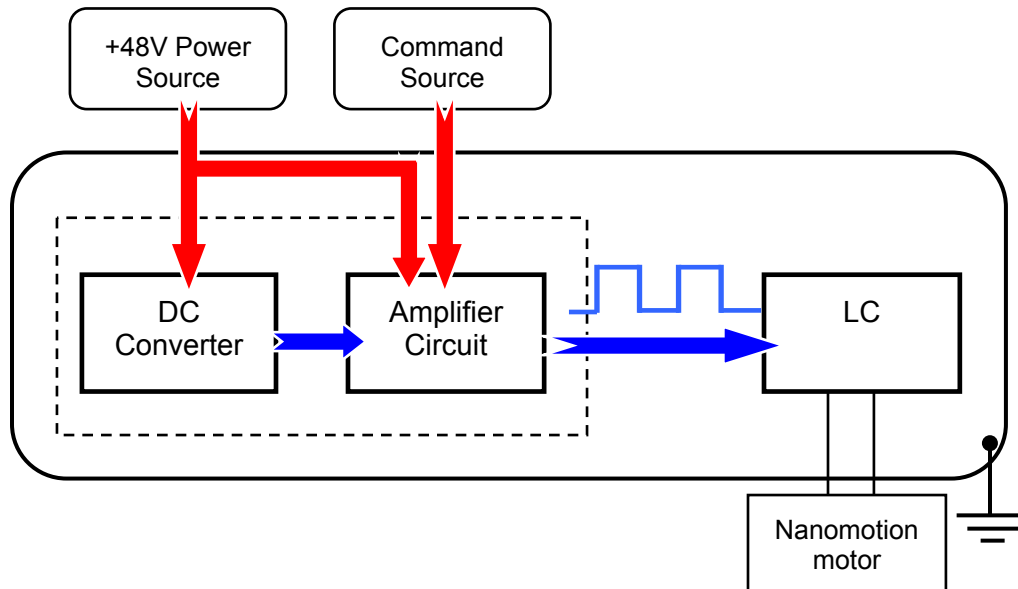 +48V Power
Source
Command
Source
DC
Converter
Amplifier
Circuit
LC
Nanomotion
motor